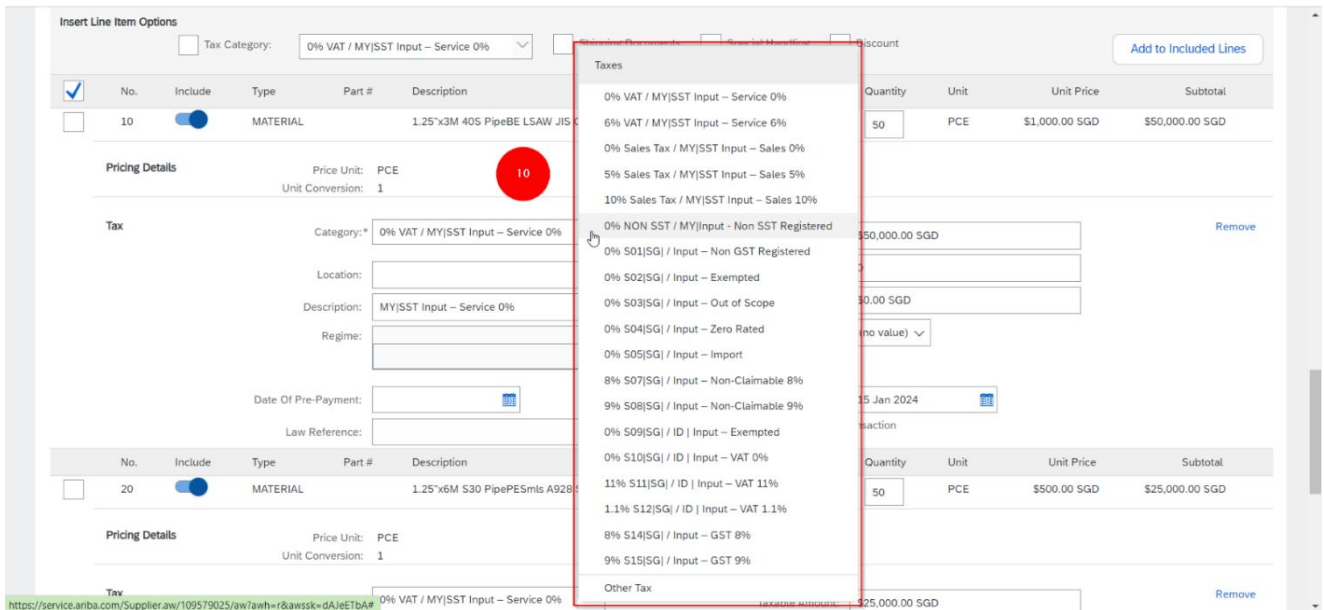 Insert Line Item Options
Tax Category: 0% VAT / MY|SST Input – Service 0% Shipping Documents Special Handling Discount Add to Included Lines
Taxes
0% VAT / MY|SST Input – Service 0%
6% VAT / MY|SST Input – Service 6%
0% Sales Tax / MY|SST Input – Sales 0%
5% Sales Tax / MY|SST Input – Sales 5%
10% Sales Tax / MY|SST Input – Sales 10%
0% NON SST / MY|Input - Non SST Registered
0% S01|SG| / Input – Non GST Registered
0% S02|SG| / Input – Exempted
0% S03|SG| / Input – Out of Scope
0% S04|SG| / Input – Zero Rated
0% S05|SG| / Input – Import
8% S07|SG| / Input – Non-Claimable 8%
9% S08|SG| / Input – Non-Claimable 9%
0% S09|SG| / ID | Input – Exempted
0% S10|SG| / ID | Input – VAT 0%
11% S11|SG| / ID | Input – VAT 11%
1.1% S12|SG| / ID | Input – VAT 1.1%
8% S14|SG| / Input – GST 8%
9% S15|SG| / Input – GST 9%
Other Tax
No. Include Type Part # Description Quantity Unit Unit Price Subtotal
10 MATERIAL 1.25"x3M 40S PipeBE LSAW JIS 50 PCE $1,000.00 SGD $50,000.00 SGD
Pricing Details Price Unit: PCE
10
Unit Conversion: 1
Tax Category:* 0% VAT / MY|SST Input – Service 0% $50,000.00 SGD Remove
Location:
Description: MY|SST Input – Service 0% 0.00 SGD
Regime: (no value)
Date Of Pre-Payment: 15 Jan 2024
Law Reference:
No. Include Type Part # Description Quantity Unit Unit Price Subtotal
20 MATERIAL 1.25"x6M S30 PipePESmls A928 50 PCE $500.00 SGD $25,000.00 SGD
Pricing Details Price Unit: PCE
Unit Conversion: 1
Tax 0% VAT / MY|SST Input – Service 0% Taxable Amount: $25,000.00 SGD Remove
https://service.ariba.com/Supplier.aw/109579025/aw?awh=r&awssk=dAJeETbA#